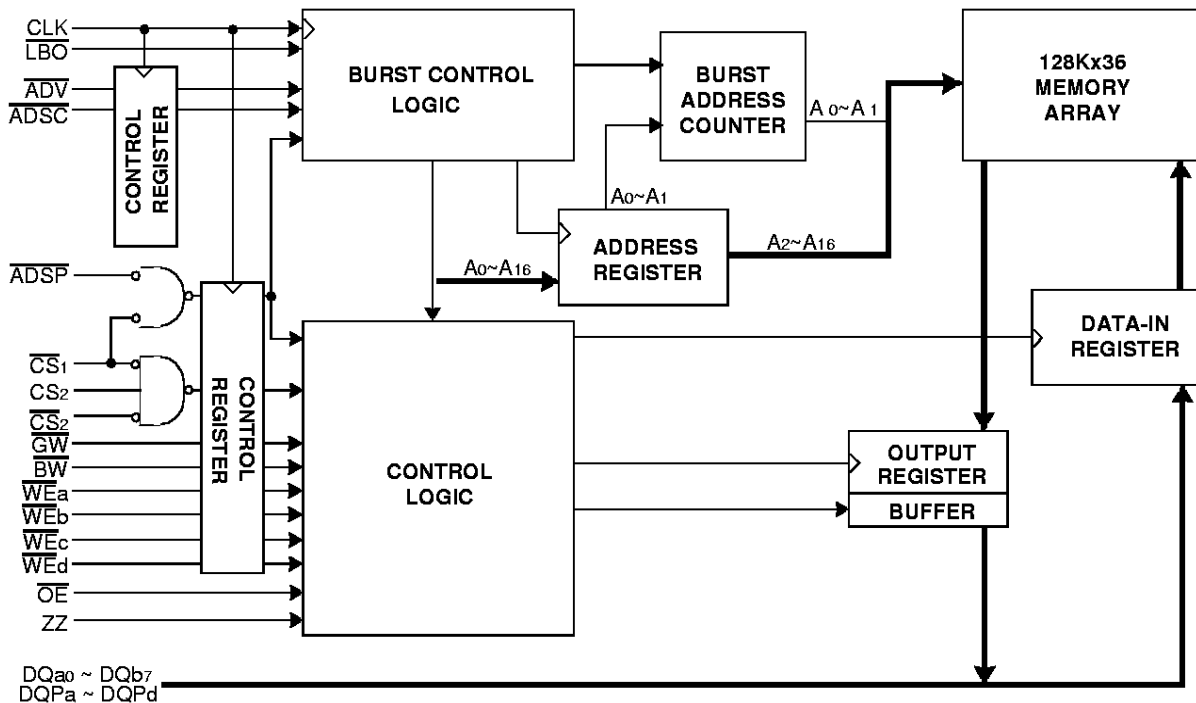 CLK
LBO
ADV
ADSC
CONTROL
REGISTER
BURST CONTROL
LOGIC
BURST
ADDRESS
COUNTER
A0~A1
128Kx36
MEMORY
ARRAY
A0~A1
ADDRESS
REGISTER
A2~A16
A0~A16
ADSP
CS1
CS2
CS2
GW
BW
WEa
WEb
WEc
WEd
OE
ZZ
CONTROL
REGISTER
CONTROL
LOGIC
DATA-IN
REGISTER
OUTPUT
REGISTER
BUFFER
DQa0 ~ DQb7
DQPa ~ DQPd